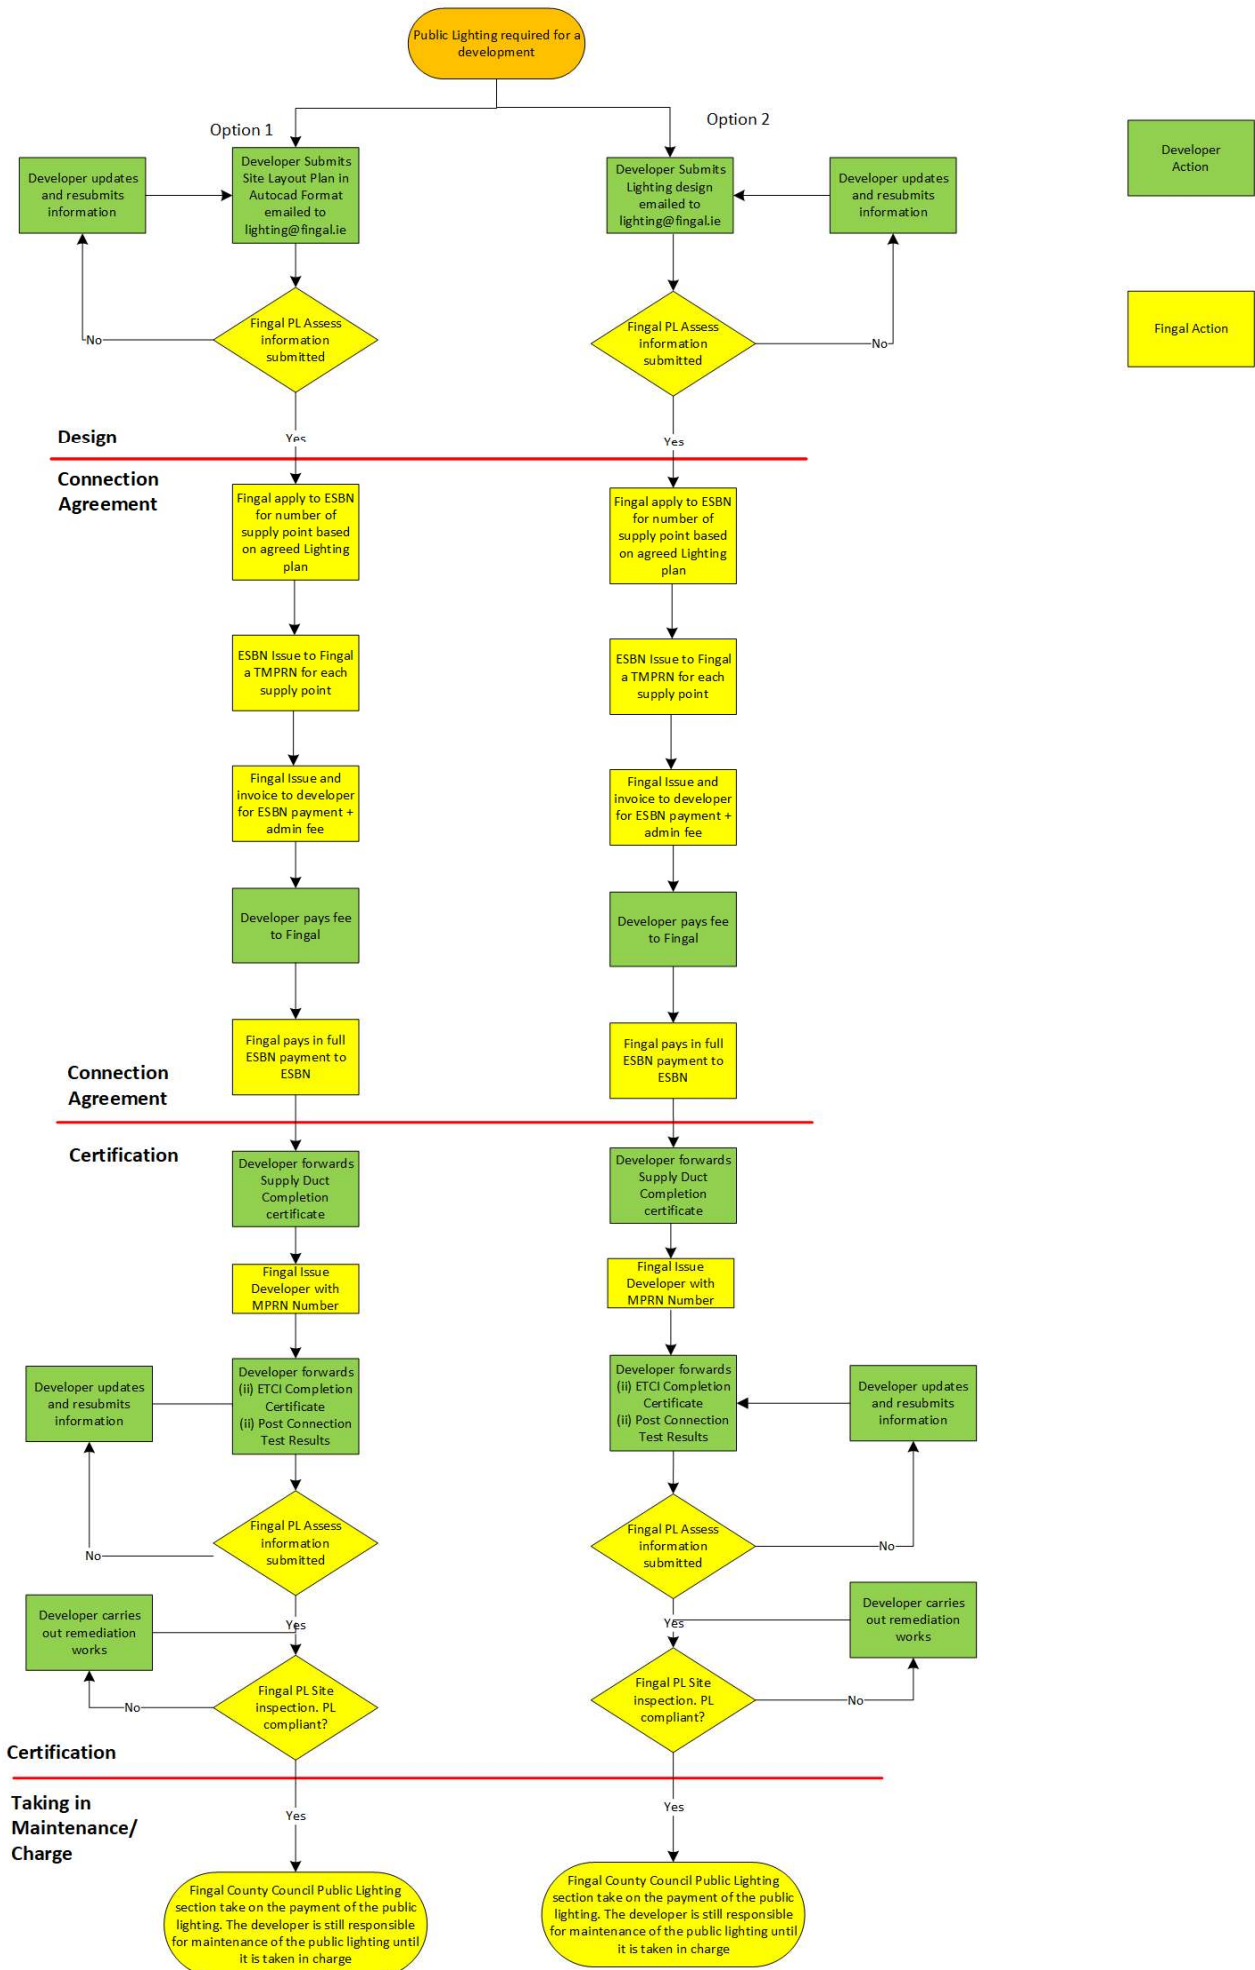 Public Lighting required for a
development
Option 1
Option 2
Developer updates
and resubmits
information
Developer Submits
Site Layout Plan in
Autocad Format
emailed to
lighting@fingal.ie
Developer Submits
Lighting design
emailed to
lighting@fingal.ie
Developer updates
and resubmits
information
Developer
Action
Fingal PL Assess
information
submitted
No
Fingal PL Assess
information
submitted
No
Fingal Action
Design
Yes
Yes
Connection
Agreement
Fingal apply to ESBN
for number of
supply point based
on agreed Lighting
plan
Fingal apply to ESBN
for number of
supply point based
on agreed Lighting
plan
ESBN Issue to Fingal
a TMPRN for each
supply point
ESBN Issue to Fingal
a TMPRN for each
supply point
Fingal Issue and
invoice to developer
for ESBN payment +
admin fee
Fingal Issue and
invoice to developer
for ESBN payment +
admin fee
Developer pays fee
to Fingal
Developer pays fee
to Fingal
Fingal pays in full
ESBN payment to
ESBN
Fingal pays in full
ESBN payment to
ESBN
Connection
Agreement
Certification
Developer forwards
Supply Duct
Completion
certificate
Developer forwards
Supply Duct
Completion
certificate
Fingal Issue
Developer with
MPRN Number
Fingal Issue
Developer with
MPRN Number
Developer updates
and resubmits
information
Developer forwards
(ii) ETCI Completion
Certificate
(ii) Post Connection
Test Results
Developer forwards
(ii) ETCI Completion
Certificate
(ii) Post Connection
Test Results
Developer updates
and resubmits
information
Fingal PL Assess
information
submitted
No
Fingal PL Assess
information
submitted
No
Developer carries
out remediation
works
Yes
Yes
Developer carries
out remediation
works
Fingal PL Site
inspection. PL
compliant?
No
Fingal PL Site
inspection. PL
compliant?
No
Certification
Taking in
Maintenance/
Charge
Yes
Yes
Fingal County Council Public Lighting
section take on the payment of the public
lighting. The developer is still responsible
for maintenance of the public lighting until
it is taken in charge
Fingal County Council Public Lighting
section take on the payment of the public
lighting. The developer is still responsible
for maintenance of the public lighting until
it is taken in charge